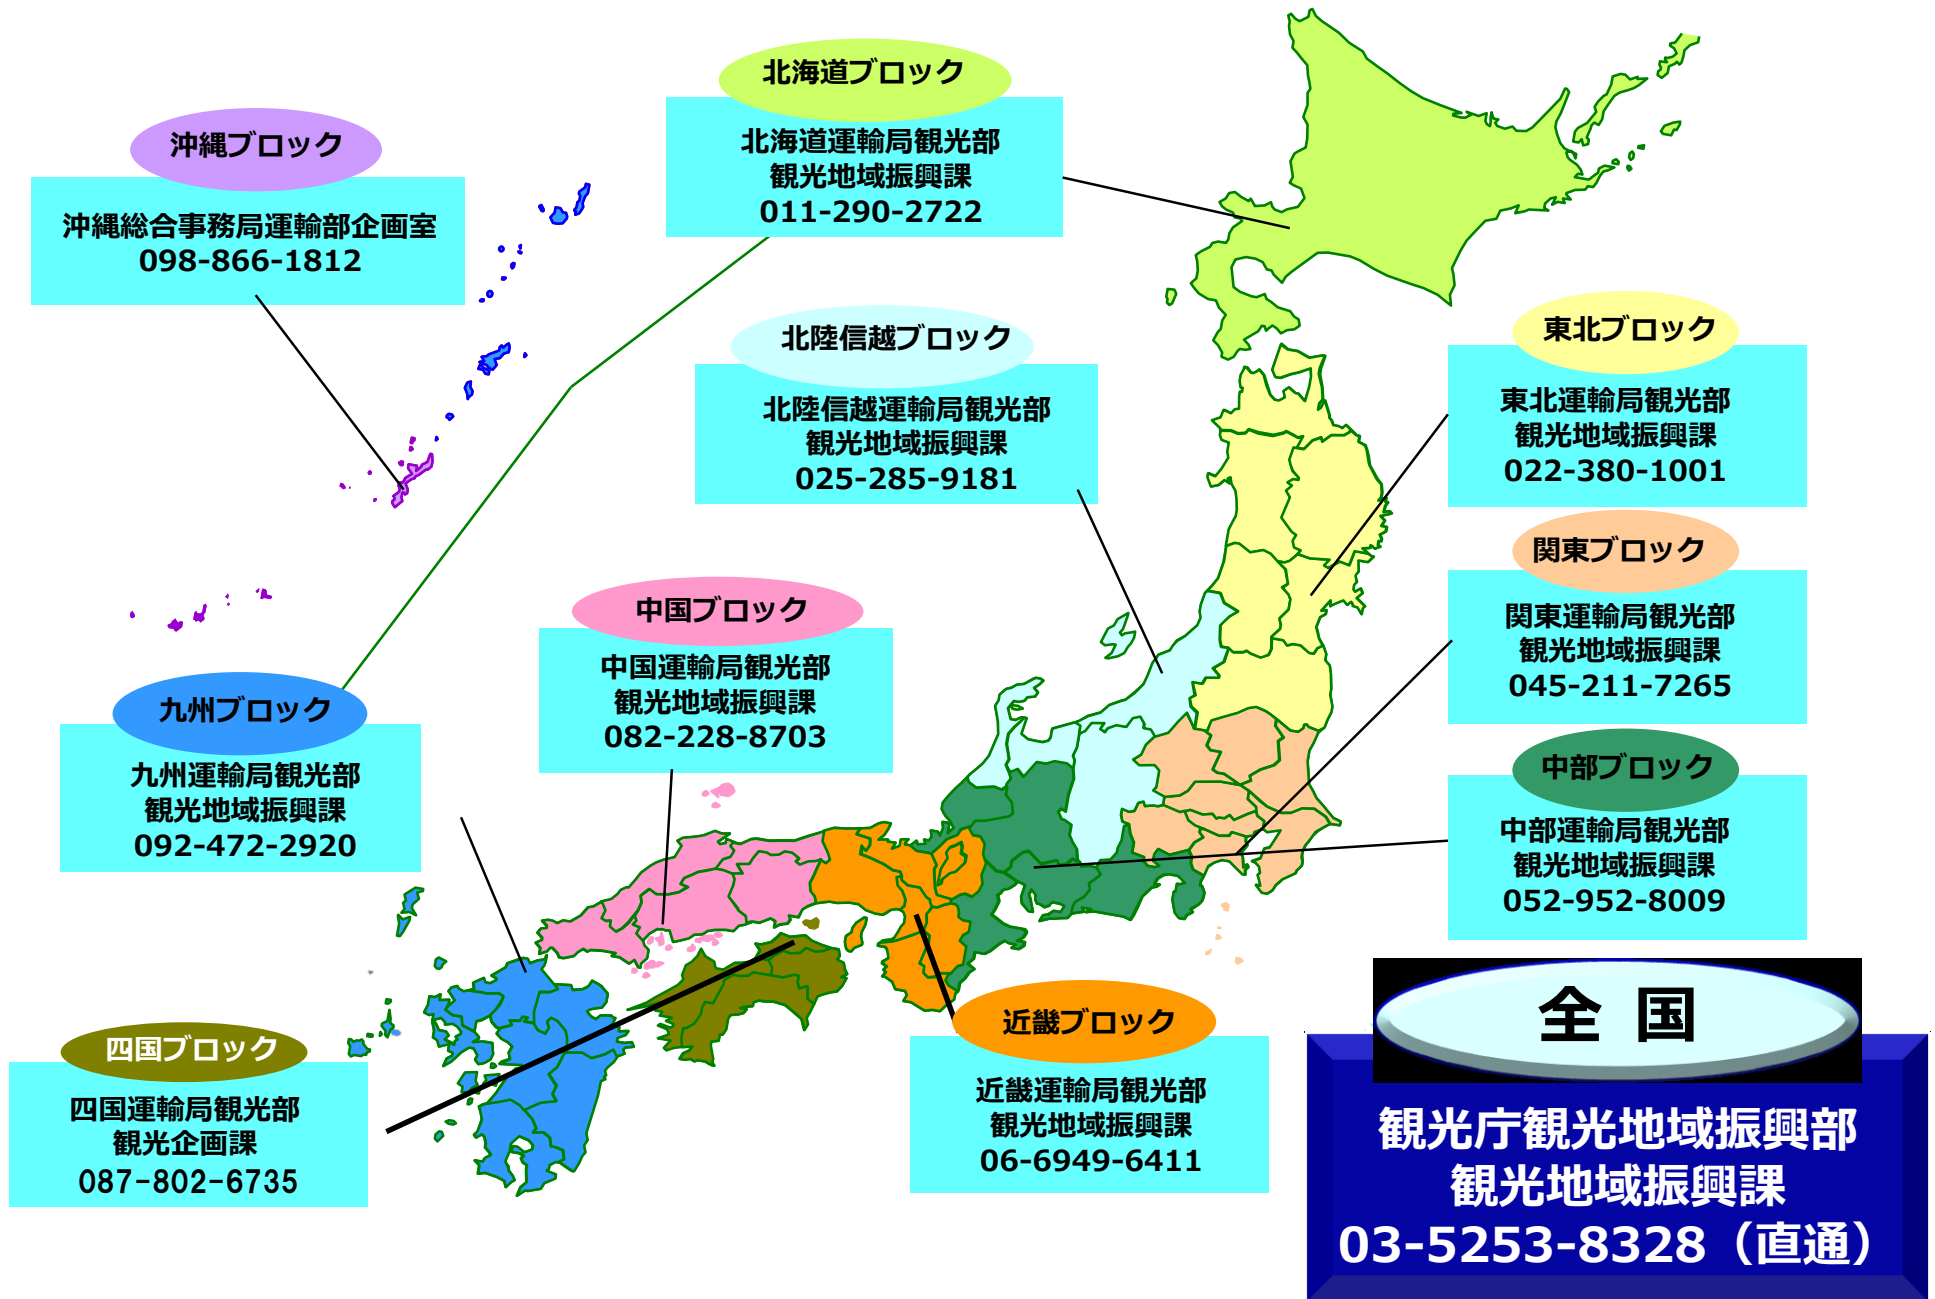 北海道ブロック
北海道運輸局観光部
観光地域振興課
011-290-2722
沖縄ブロック
沖縄総合事務局運輸部企画室
098-866-1812
北陸信越ブロック
北陸信越運輸局観光部
観光地域振興課
025-285-9181
東北ブロック
東北運輸局観光部
観光地域振興課
022-380-1001
関東ブロック
関東運輸局観光部
観光地域振興課
045-211-7265
中国ブロック
中国運輸局観光部
観光地域振興課
082-228-8703
九州ブロック
九州運輸局観光部
観光地域振興課
092-472-2920
中部ブロック
中部運輸局観光部
観光地域振興課
052-952-8009
四国ブロック
四国運輸局観光部
観光企画課
087-802-6735
近畿ブロック
近畿運輸局観光部
観光地域振興課
06-6949-6411
全 国
観光庁観光地域振興部
観光地域振興課
03-5253-8328（直通）